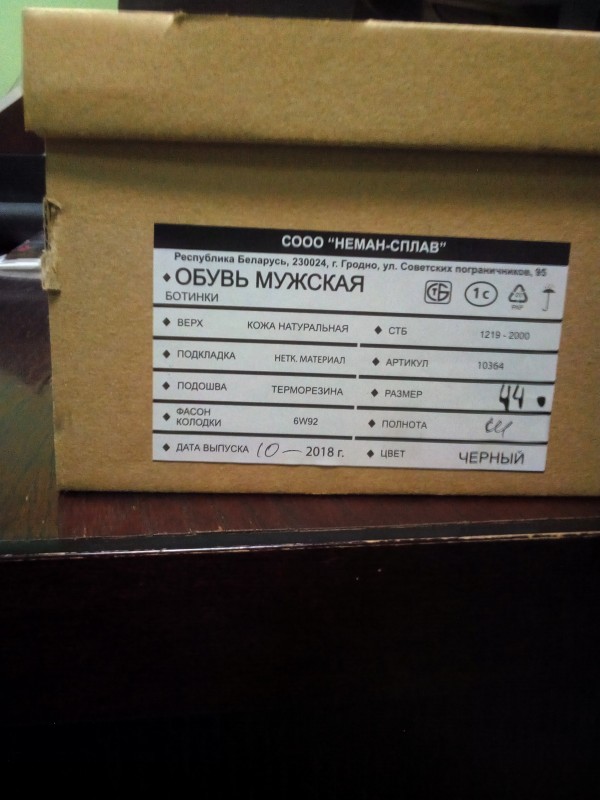 СООО "НЕМАН-СПЛАВ"
Республика Беларусь, 230024, г. Гродно, ул. Советских пограничников, 95
ОБУВЬ МУЖСКАЯ
БОТИНКИ
СТБ 1 с
ВЕРХ КОЖА НАТУРАЛЬНАЯ
СТБ 1219 - 2000
ПОДКЛАДКА НЕТК. МАТЕРИАЛ
АРТИКУЛ 10364
ПОДОШВА ТЕРМОРЕЗИНА
РАЗМЕР 44
ФАСОН
КОЛОДКИ 6W92
ПОЛНОТА
ДАТА ВЫПУСКА 10 — 2018 г.
ЦВЕТ ЧЕРНЫЙ